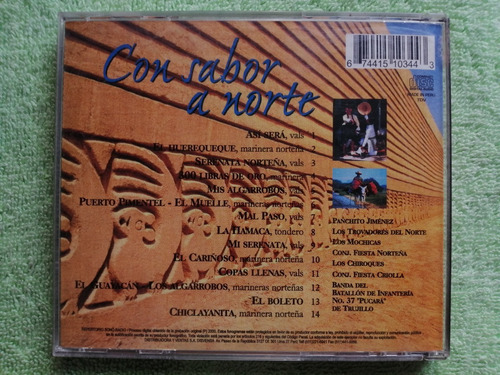 6 74415 10344 3
Con sabor
a norte
ASÍ SERÁ, vals 1
EL HUEREQUEQUE, marinera norteña 2
SERENATA NORTEÑA, vals 3
400 LIBRAS DE ORO, marinera 4
MIS ALGARROBOS, vals 5
PUERTO PIMENTEL - EL MUELLE, marineras norteñas 6
MAL PASO, vals 7
LA HAMACA, tondero 8
MI SERENATA, vals 9
EL CARIÑOSO, marinera norteña 10
COPAS LLENAS, vals 11
EL GUAYACÁN - LOS ALGARROBOS, marineras norteñas 12
EL BOLETO 13
CHICLAYANITA, marinera norteña 14
PANCHITO JIMÉNEZ
LOS TROVADORES DEL NORTE
LOS MOCHICAS
CONJ. FIESTA NORTEÑA
LOS CHIROQUES
CONJ. FIESTA CRIOLLA
BANDA DEL
BATALLÓN DE INFANTERÍA
NO. 37 "PUCARÁ"
DE TRUJILLO